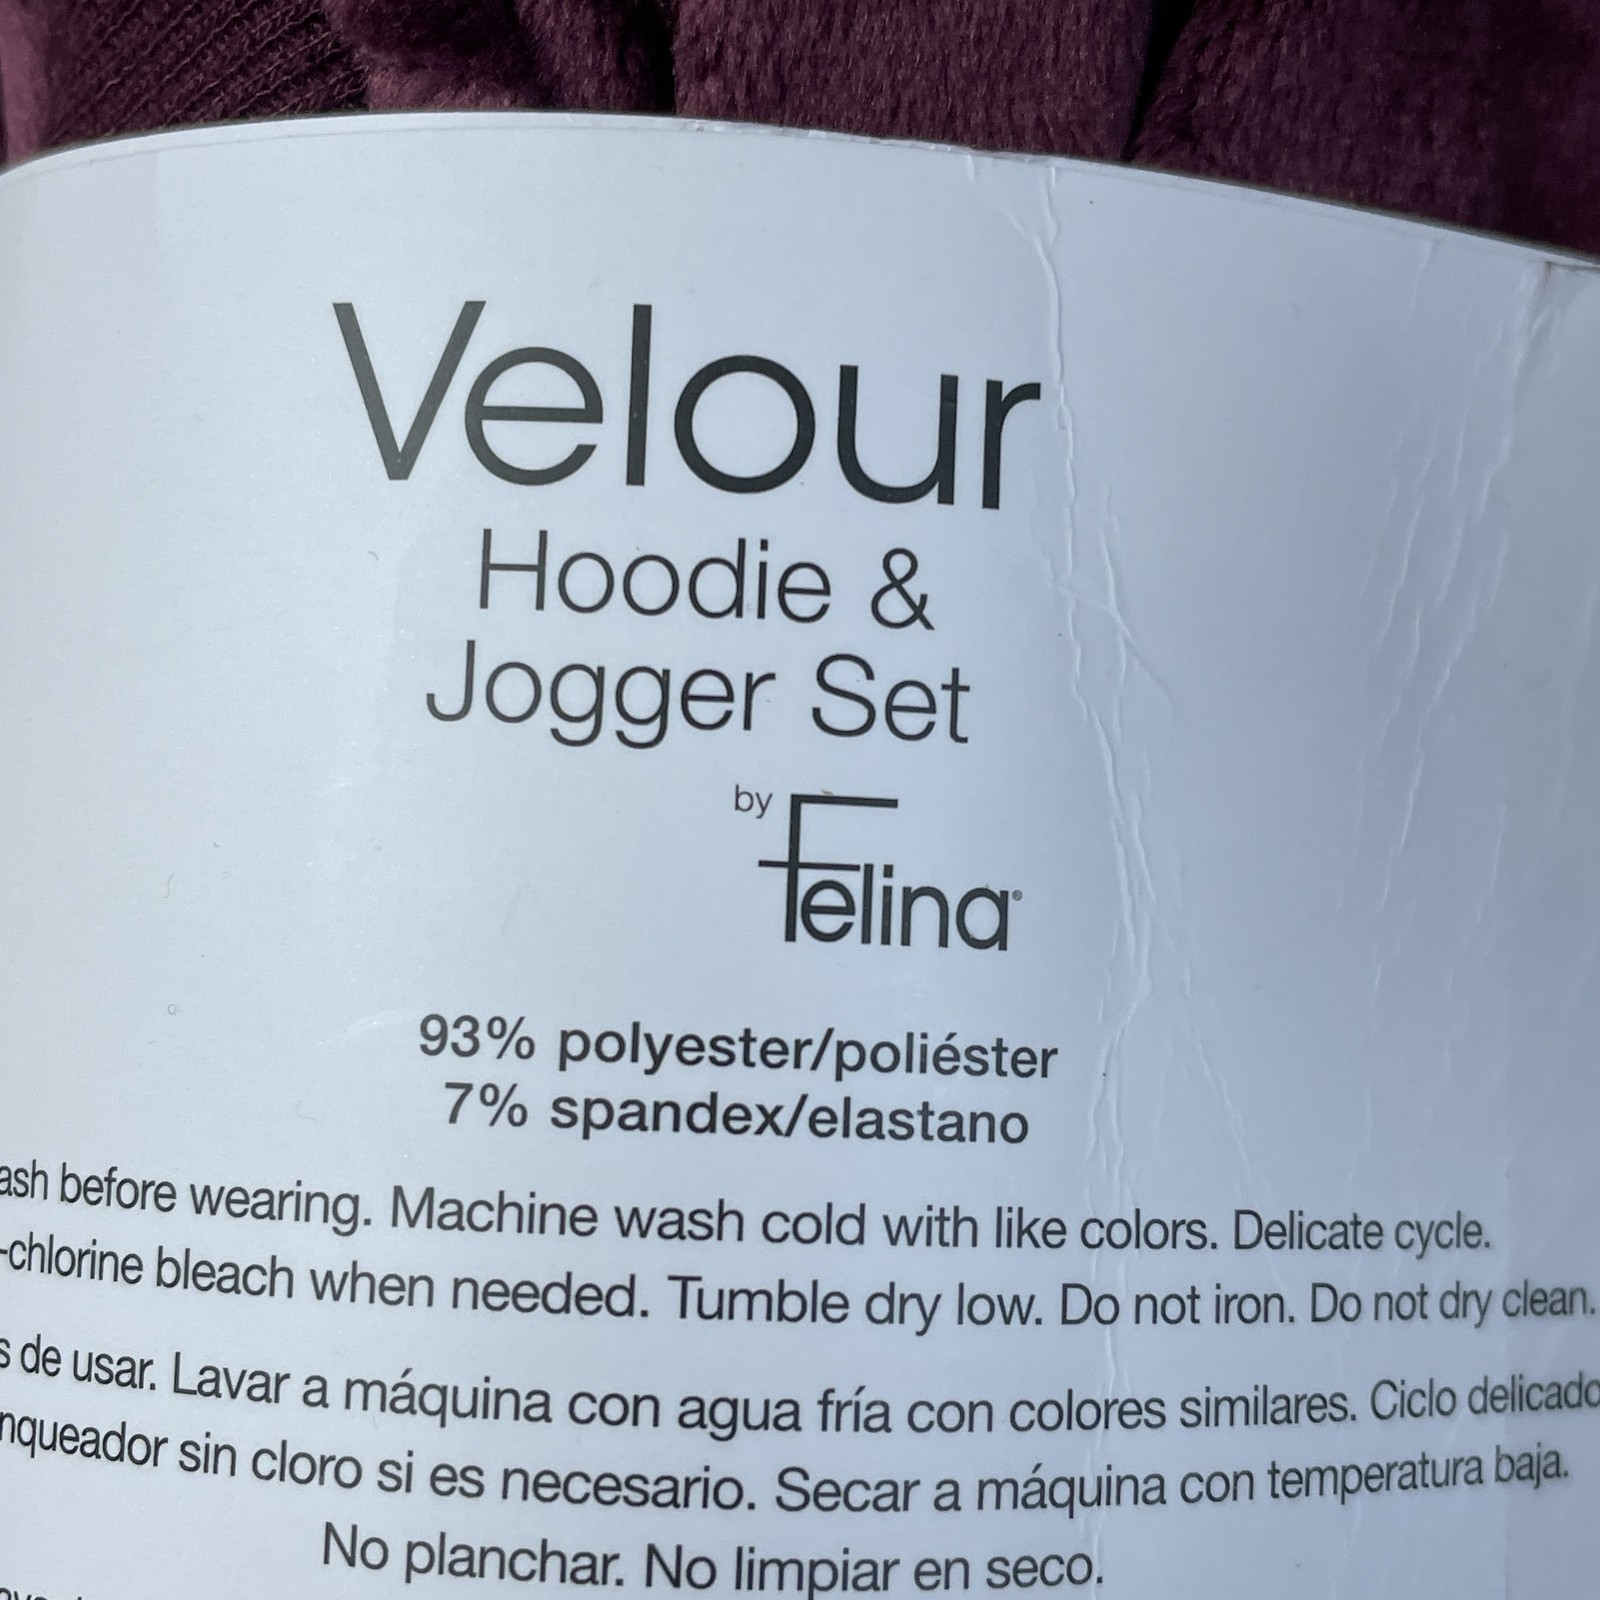 Velour
Hoodie &
Jogger Set
by
Felina®
93% polyester/poliéster
7% spandex/elastano
before wearing. Machine wash cold with like colors. Delicate cycle.
-chlorine bleach when needed. Tumble dry low. Do not iron. Do not dry clean.
de usar. Lavar a máquina con agua fría con colores similares. Ciclo delicado
sin cloro si es necesario. Secar a máquina con temperatura baja.
No planchar. No limpiar en seco.